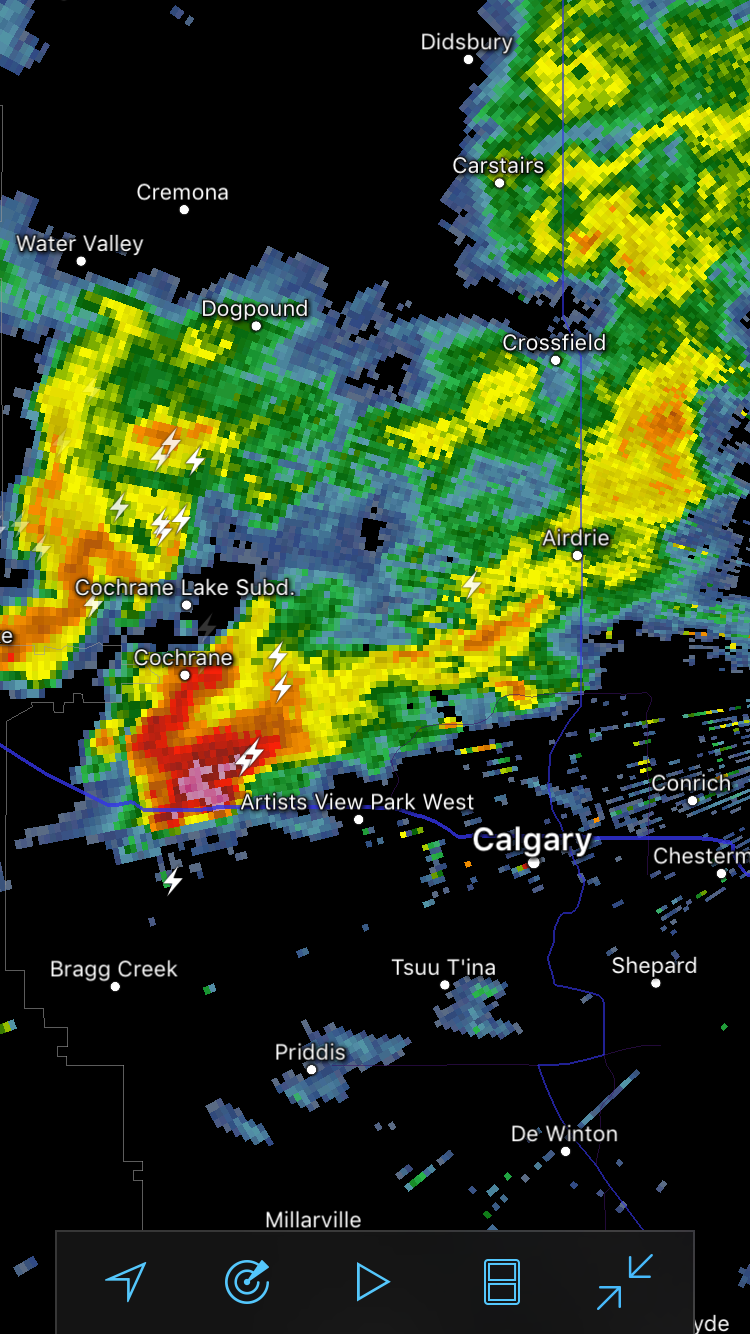 Didsbury
Carstairs
Cremona
Water Valley
Dogpound
Crossfield
Airdrie
Cochrane Lake Subd.
e
Cochrane
Conrich
Artists View Park West
Calgary
Chesterm
Bragg Creek
Tsuu T'ina
Shepard
Priddis
De Winton
Millarville
yde